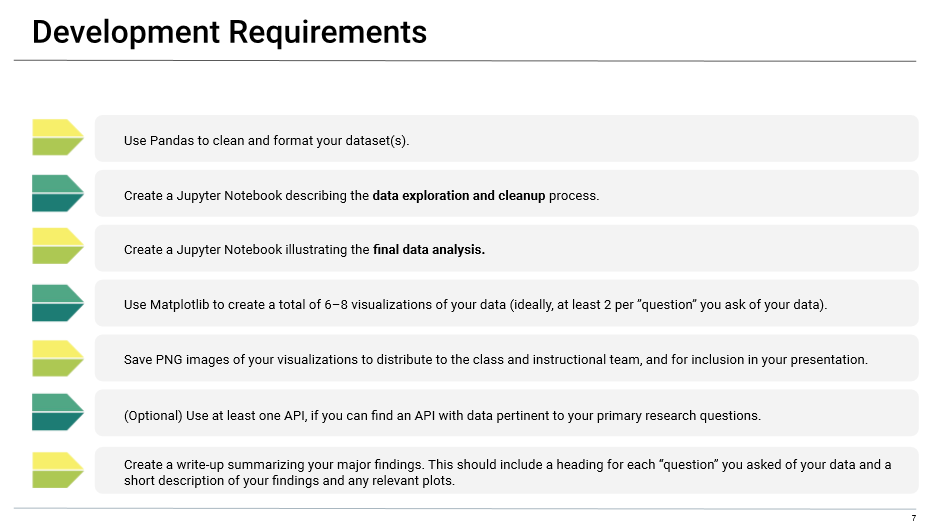 Development Requirements
Use Pandas to clean and format your dataset(s).
Create a Jupyter Notebook describing the data exploration and cleanup process.
Create a Jupyter Notebook illustrating the final data analysis.
Use Matplotlib to create a total of 6–8 visualizations of your data (ideally, at least 2 per ”question” you ask of your data).
Save PNG images of your visualizations to distribute to the class and instructional team, and for inclusion in your presentation.
(Optional) Use at least one API, if you can find an API with data pertinent to your primary research questions.
Create a write-up summarizing your major findings. This should include a heading for each “question” you asked of your data and a
short description of your findings and any relevant plots.
7